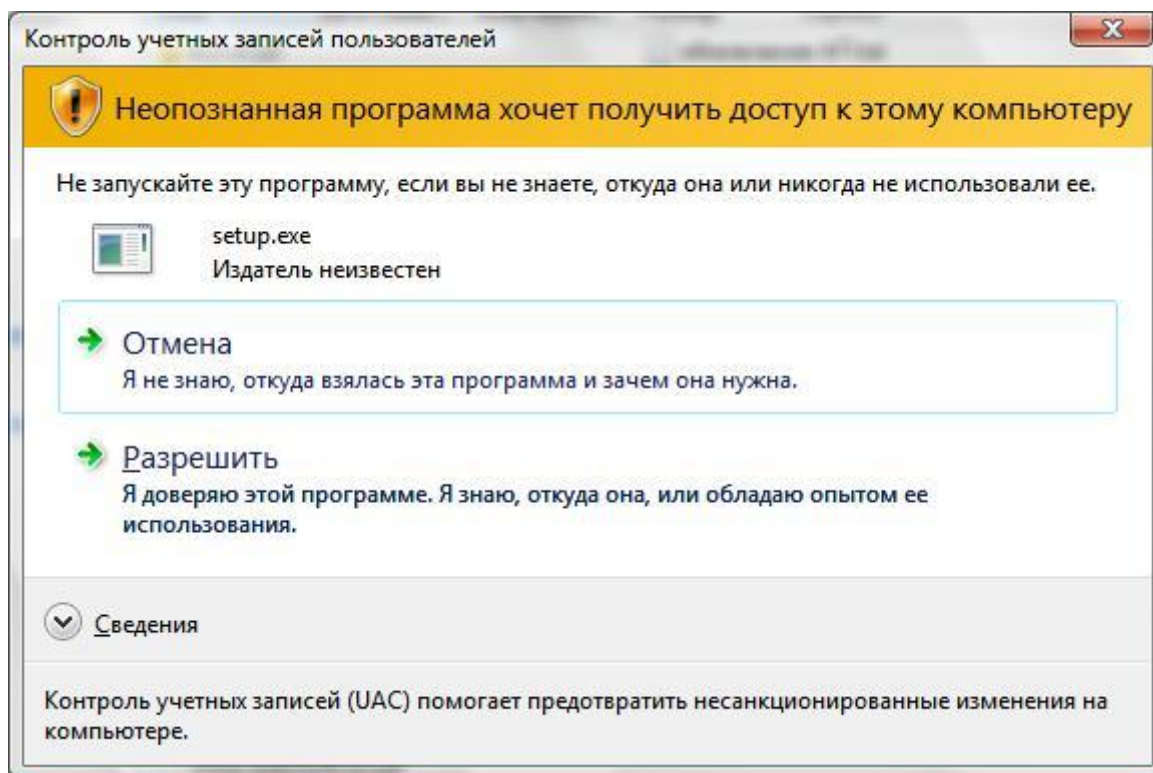 Контроль учетных записей пользователей
Неопознанная программа хочет получить доступ к этому компьютеру
Не запускайте эту программу, если вы не знаете, откуда она или никогда не использовали ее.
setup.exe
Издатель неизвестен
Отмена
Я не знаю, откуда взялась эта программа и зачем она нужна.
Разрешить
Я доверяю этой программе. Я знаю, откуда она, или обладаю опытом ее
использования.
Сведения
Контроль учетных записей (UAC) помогает предотвратить несанкционированные изменения на
компьютере.